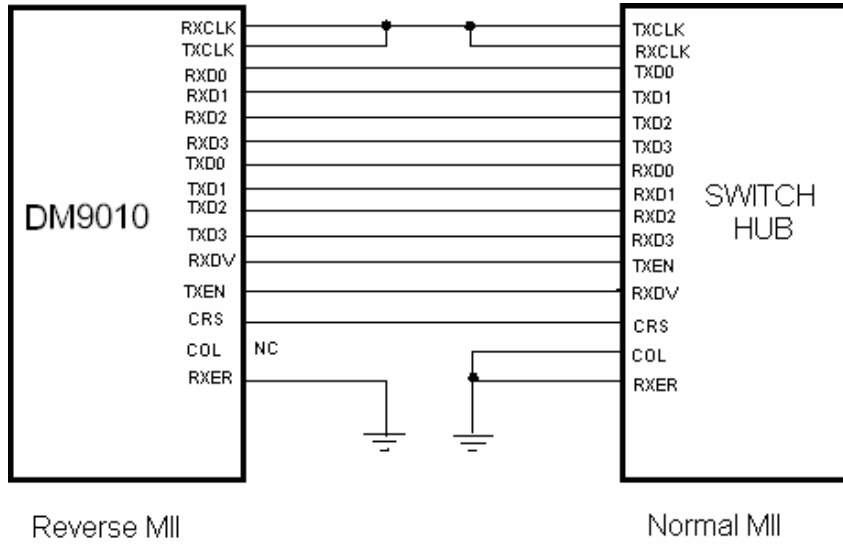 RXCLK
TXCLK
RXD0
RXD1
RXD2
RXD3
TXD0
TXD1
TXD2
TXD3
RXDV
TXEN
CRS
COL NC
RXER
DM9010
TXCLK
RXCLK
TXD0
TXD1
TXD2
TXD3
RXD0
RXD1
RXD2
RXD3
TXEN
RXDV
CRS
COL
RXER
SWITCH
HUB
Reverse MII
Normal MII